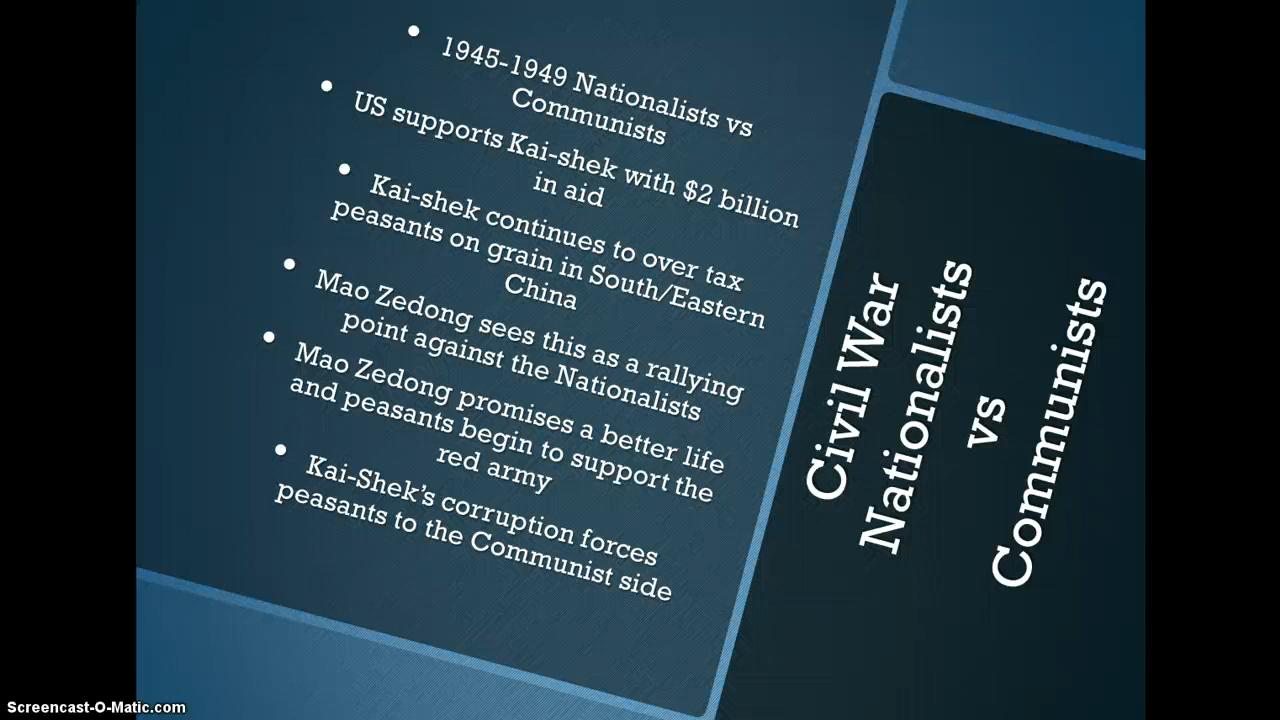 1945-1949 Nationalists vs
Communists
US supports Kai-shek with $2 billion
in aid
Kai-shek continues to over tax
peasants on grain in South/Eastern
China
Mao Zedong sees this as a rallying
point against the Nationalists
Mao Zedong promises a better life
and peasants begin to support the
red army
Kai-Shek's corruption forces
peasants to the Communist side
Civil War
Nationalists
vs
Communists
Screencast-O-Matic.com